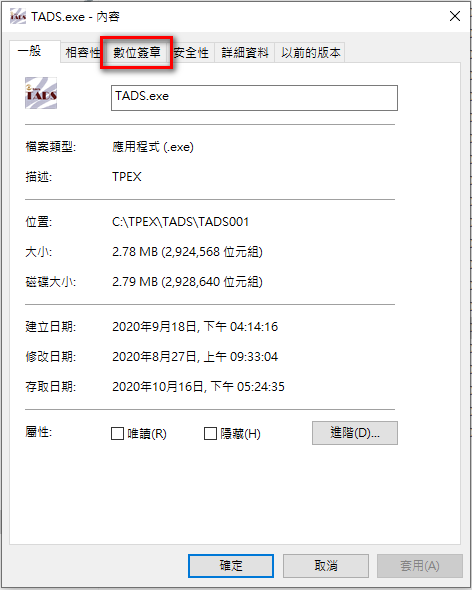 TADS.exe - 內容
一般 相容性 數位簽章 安全性 詳細資料 以前的版本
TADS
TADS.exe
檔案類型: 應用程式 (.exe)
描述: TPEX
位置: C:\TPEX\TADS\TADS001
大小: 2.78 MB (2,924,568 位元組)
磁碟大小: 2.79 MB (2,928,640 位元組)
建立日期: 2020年9月18日, 下午 04:14:16
修改日期: 2020年8月27日, 上午 09:33:04
存取日期: 2020年10月16日, 下午 05:24:35
屬性: 唯讀(R) 隱藏(H) 進階(D)...
確定 取消 套用(A)